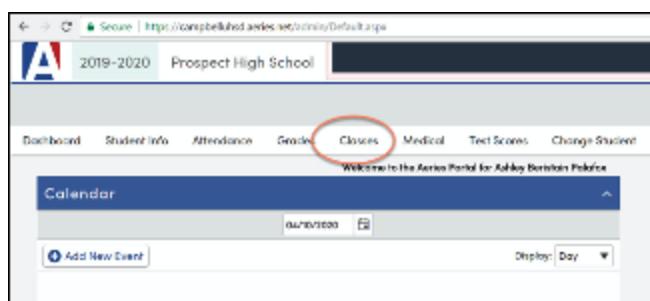 Secure | https://campbelluhsd.aeries.net/admin/Default.aspx
2019-2020 Prospect High School
Dashboard Student Info Attendance Grades Classes Medical Test Scores Change Student
Welcome to the Aeries Portal for Ashley Beristain Palafox
Calendar
04/10/2020
Add New Event Display: Day